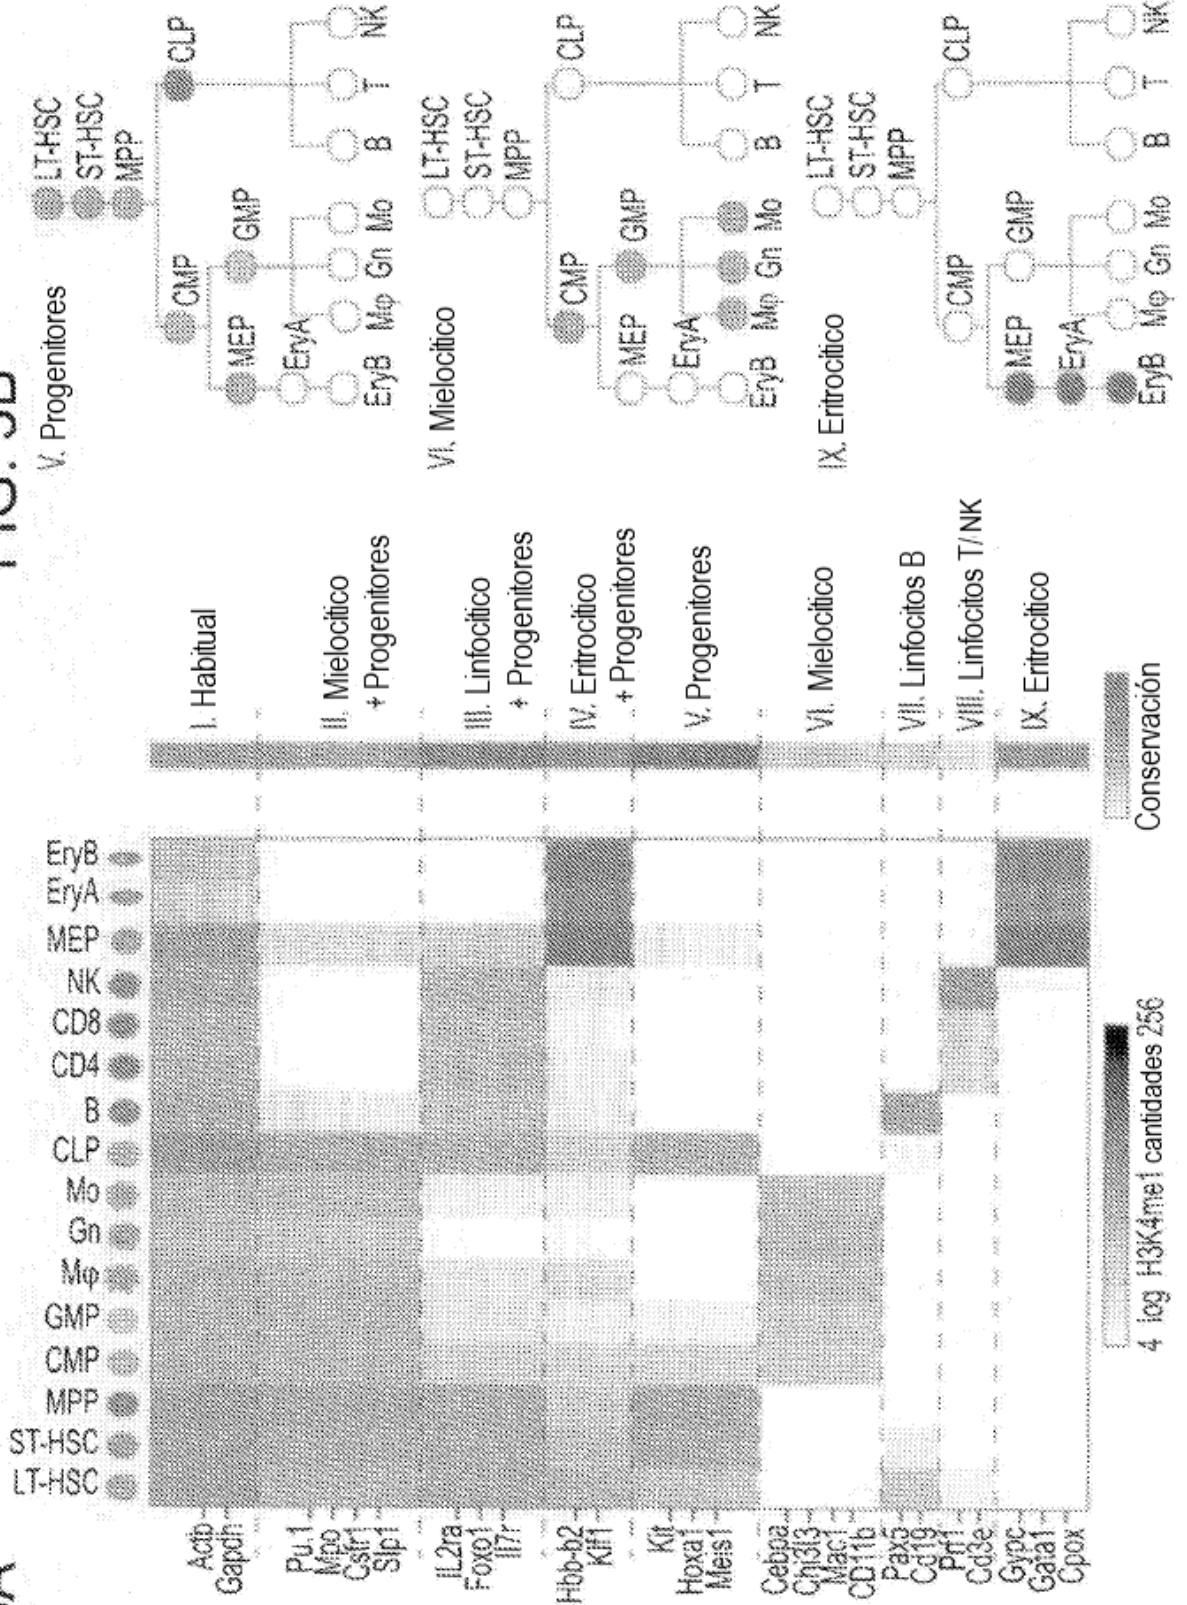 V. Progenitores
LT-HSC
ST-HSC
MPP
CMP
CLP
MEP
GMP
EryA
EryB
Mφ
Gn
Mo
B
T
NK
VI. Mielocítico
LT-HSC
ST-HSC
MPP
CMP
CLP
MEP
GMP
EryA
EryB
Mφ
Gn
Mo
B
T
NK
IX. Eritrocítico
LT-HSC
ST-HSC
MPP
CMP
CLP
MEP
GMP
EryA
EryB
Mφ
Gn
Mo
B
T
NK
I. Habitual
II. Mielocítico
+ Progenitores
III. Linfocítico
+ Progenitores
IV. Eritrocítico
+ Progenitores
V. Progenitores
VI. Mielocítico
VII. Linfocitos B
VIII. Linfocitos T/NK
IX. Eritrocítico
Conservación
LT-HSC
ST-HSC
MPP
CMP
GMP
Mφ
Gn
Mo
CLP
B
CD4
CD8
NK
MEP
EryA
EryB
4 log H3K4me1 cantidades 256
Actb
Gapdh
Pu.1
Mpo
Csfr1
Slp1
IL2ra
Foxo1
Il7r
Hbb-b2
Klf1
Kit
Hoxa1
Meis1
Cebpa
Chi3l3
Mac1
CD11b
Pax5
Cd19
Prf1
Cd3e
Gypc
Gata1
Cpox